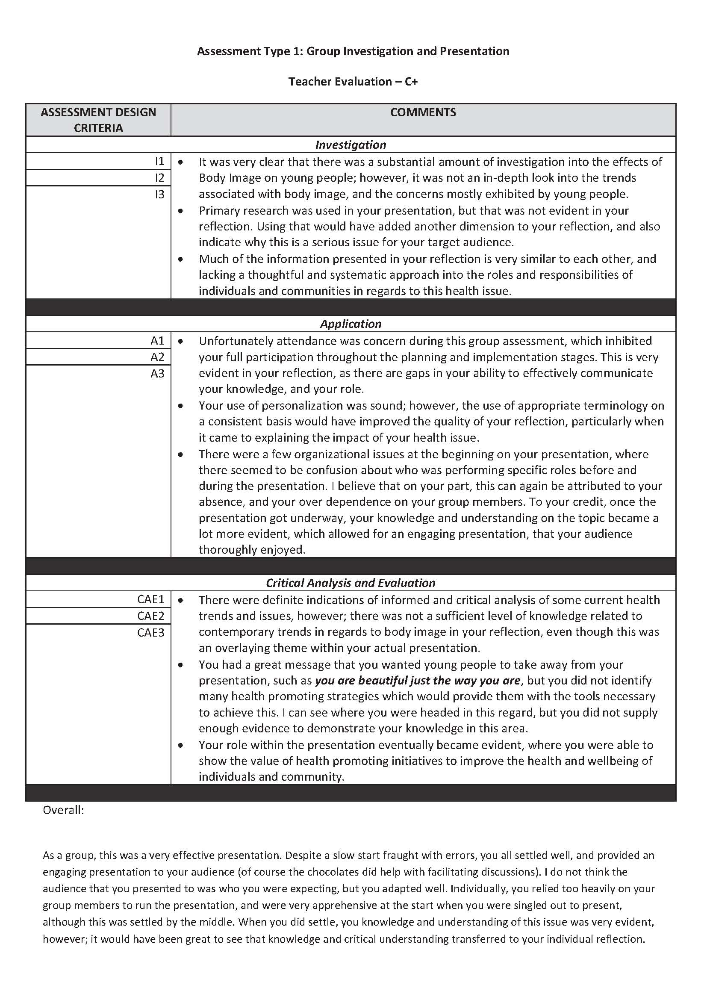 Assessment Type 1: Group Investigation and Presentation
Teacher Evaluation – C+
ASSESSMENT DESIGN
CRITERIA
COMMENTS
Investigation
I1
I2
I3
• It was very clear that there was a substantial amount of investigation into the effects of
Body Image on young people; however, it was not an in-depth look into the trends
associated with body image, and the concerns mostly exhibited by young people.
• Primary research was used in your presentation, but that was not evident in your
reflection. Using that would have added another dimension to your reflection, and also
indicate why this is a serious issue for your target audience.
• Much of the information presented in your reflection is very similar to each other, and
lacking a thoughtful and systematic approach into the roles and responsibilities of
individuals and communities in regards to this health issue.
Application
A1
A2
A3
• Unfortunately attendance was concern during this group assessment, which inhibited
your full participation throughout the planning and implementation stages. This is very
evident in your reflection, as there are gaps in your ability to effectively communicate
your knowledge, and your role.
• Your use of personalization was sound; however, the use of appropriate terminology on
a consistent basis would have improved the quality of your reflection, particularly when
it came to explaining the impact of your health issue.
• There were a few organizational issues at the beginning on your presentation, where
there seemed to be confusion about who was performing specific roles before and
during the presentation. I believe that on your part, this can again be attributed to your
absence, and your over dependence on your group members. To your credit, once the
presentation got underway, your knowledge and understanding on the topic became a
lot more evident, which allowed for an engaging presentation, that your audience
thoroughly enjoyed.
Critical Analysis and Evaluation
CAE1
CAE2
CAE3
• There were definite indications of informed and critical analysis of some current health
trends and issues, however; there was not a sufficient level of knowledge related to
contemporary trends in regards to body image in your reflection, even though this was
an overlaying theme within your actual presentation.
• You had a great message that you wanted young people to take away from your
presentation, such as you are beautiful just the way you are, but you did not identify
many health promoting strategies which would provide them with the tools necessary
to achieve this. I can see where you were headed in this regard, but you did not supply
enough evidence to demonstrate your knowledge in this area.
• Your role within the presentation eventually became evident, where you were able to
show the value of health promoting initiatives to improve the health and wellbeing of
individuals and community.
Overall:
As a group, this was a very effective presentation. Despite a slow start fraught with errors, you all settled well, and provided an
engaging presentation to your audience (of course the chocolates did help with facilitating discussions). I do not think the
audience that you presented to was who you were expecting, but you adapted well. Individually, you relied too heavily on your
group members to run the presentation, and were very apprehensive at the start when you were singled out to present,
although this was settled by the middle. When you did settle, you knowledge and understanding of this issue was very evident,
however; it would have been great to see that knowledge and critical understanding transferred to your individual reflection.